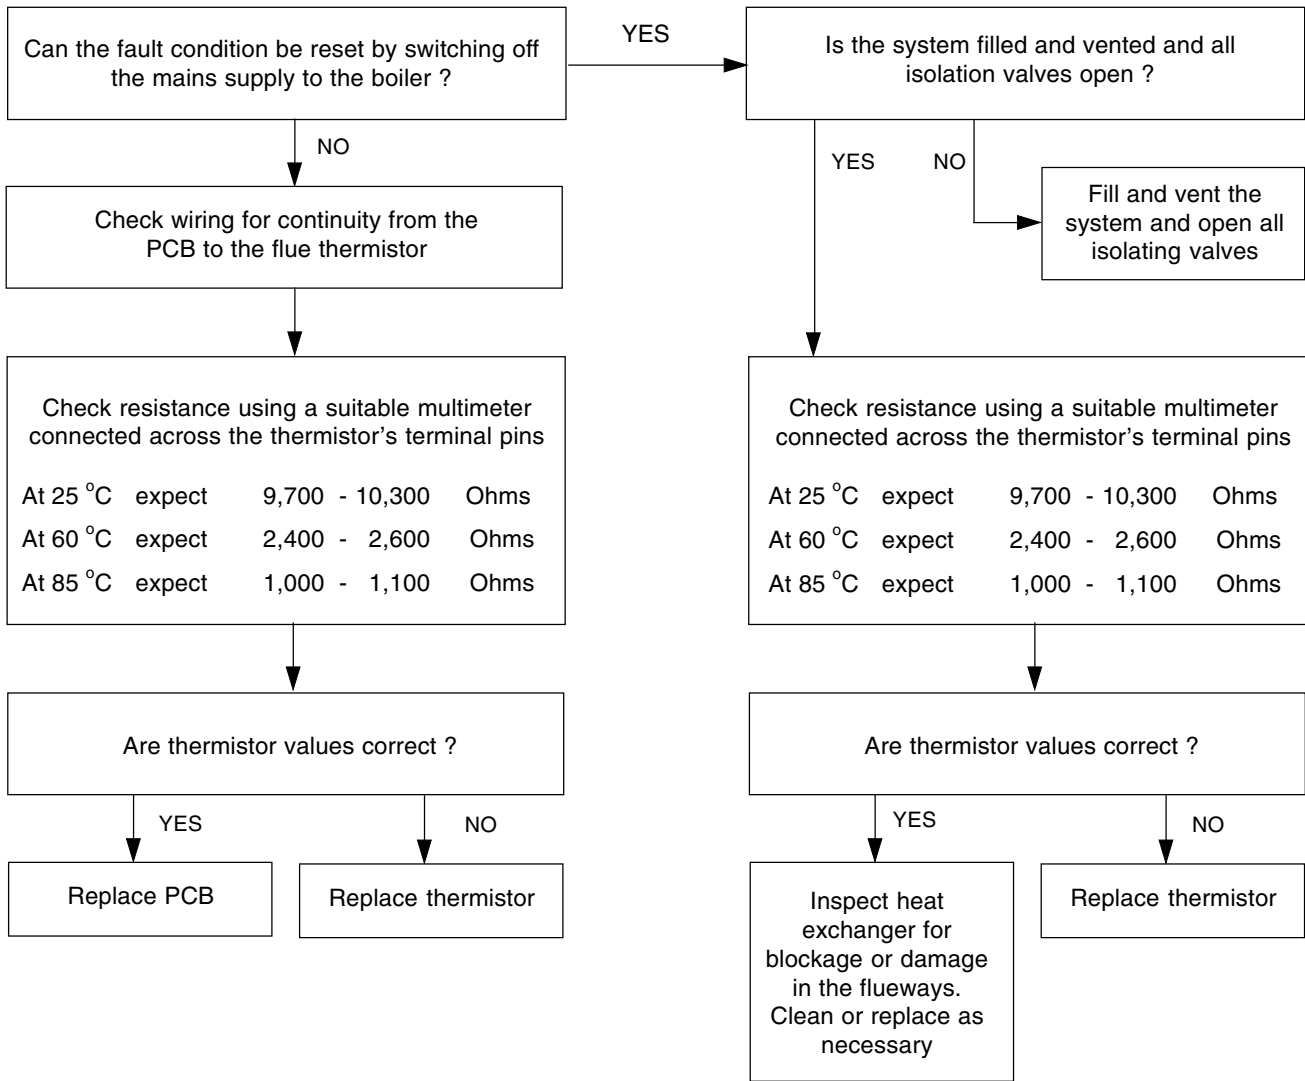 Can the fault condition be reset by switching off
the mains supply to the boiler ?
YES
Is the system filled and vented and all
isolation valves open ?
NO
YES
NO
Check wiring for continuity from the
PCB to the flue thermistor
Fill and vent the
system and open all
isolating valves
Check resistance using a suitable multimeter
connected across the thermistor's terminal pins
At 25 °C expect 9,700 - 10,300 Ohms
At 60 °C expect 2,400 - 2,600 Ohms
At 85 °C expect 1,000 - 1,100 Ohms
Check resistance using a suitable multimeter
connected across the thermistor's terminal pins
At 25 °C expect 9,700 - 10,300 Ohms
At 60 °C expect 2,400 - 2,600 Ohms
At 85 °C expect 1,000 - 1,100 Ohms
Are thermistor values correct ?
Are thermistor values correct ?
YES
NO
YES
NO
Replace PCB
Replace thermistor
Inspect heat
exchanger for
blockage or damage
in the flueways.
Clean or replace as
necessary
Replace thermistor